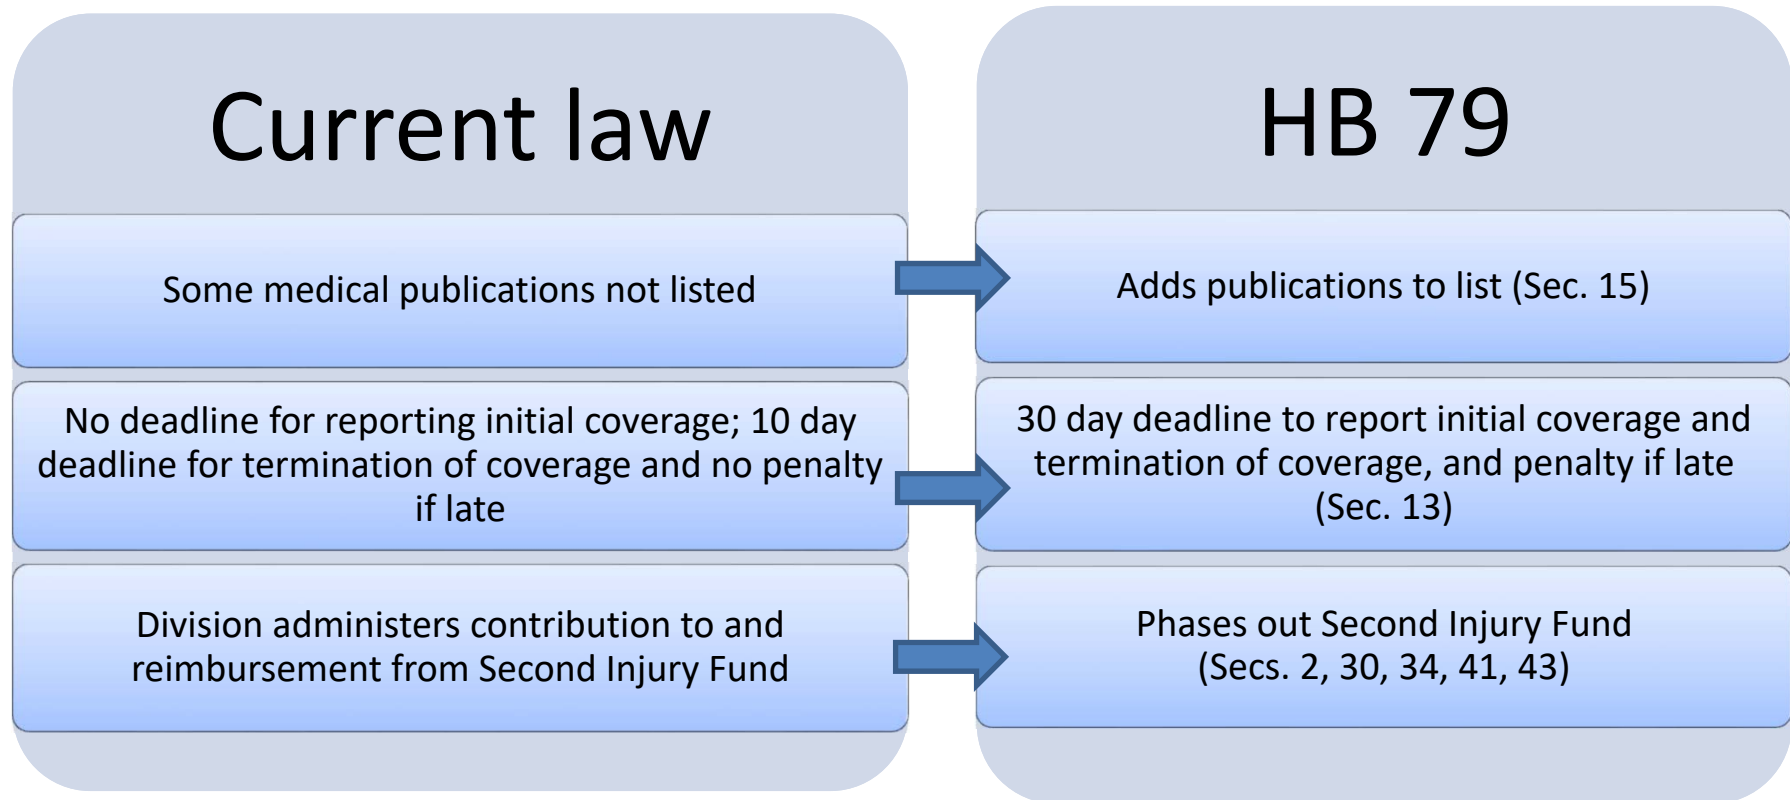 Current law
Some medical publications not listed
No deadline for reporting initial coverage; 10 day
deadline for termination of coverage and no penalty
if late
Division administers contribution to and
reimbursement from Second Injury Fund
HB 79
Adds publications to list (Sec. 15)
30 day deadline to report initial coverage and
termination of coverage, and penalty if late
(Sec. 13)
Phases out Second Injury Fund
(Secs. 2, 30, 34, 41, 43)